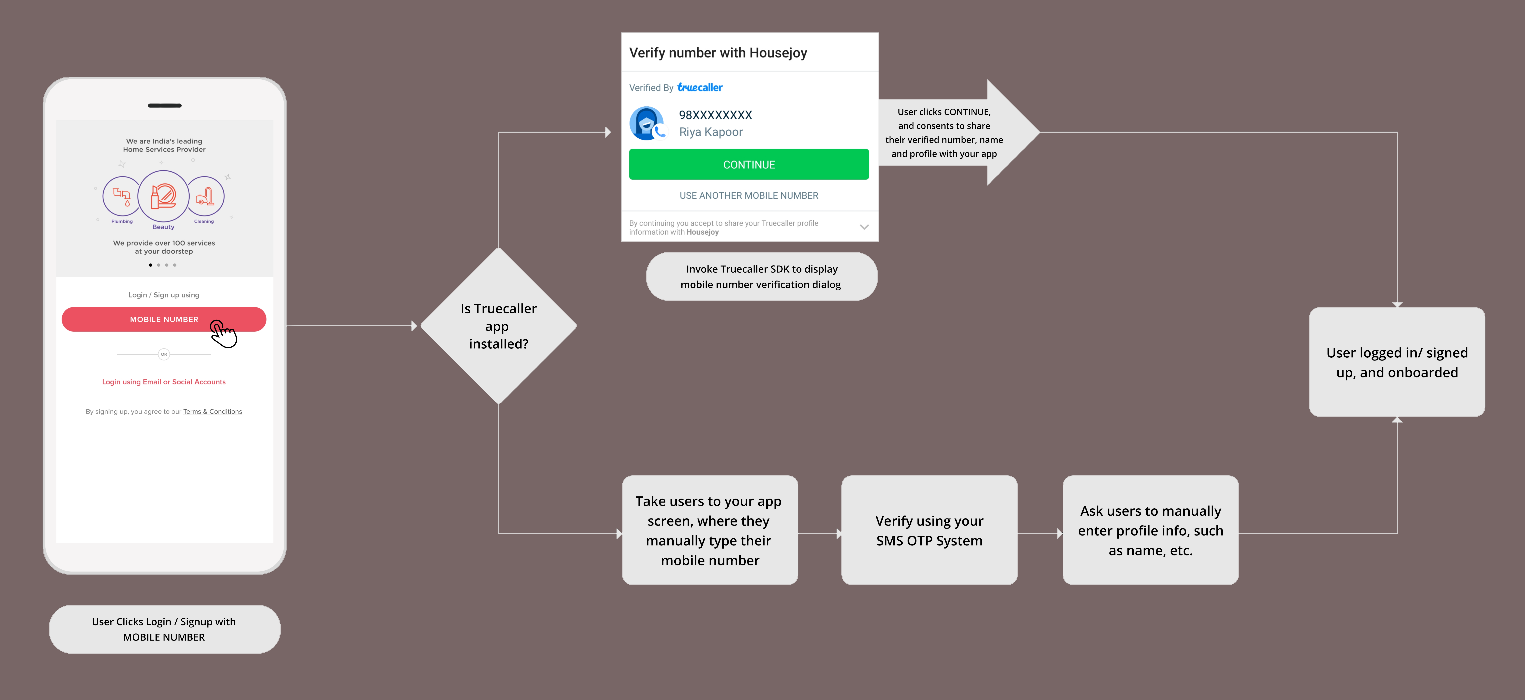 We are India's leading
Home Services Provider
Plumbing
Beauty
Cleaning
We provide over 100 services
at your doorstep
Login / Sign up using
MOBILE NUMBER
OR
Login using Email or Social Accounts
By signing up, you agree to our Terms & Conditions
User Clicks Login / Signup with
MOBILE NUMBER
Is Truecaller
app
installed?
Verify number with Housejoy
Verified By truecaller
98XXXXXXXX
Riya Kapoor
CONTINUE
USE ANOTHER MOBILE NUMBER
By continuing you accept to share your Truecaller profile
information with Housejoy
Invoke Truecaller SDK to display
mobile number verification dialog
User clicks CONTINUE,
and consents to share
their verified number, name
and profile with your app
Take users to your app
screen, where they
manually type their
mobile number
Verify using your
SMS OTP System
Ask users to manually
enter profile info, such
as name, etc.
User logged in/ signed
up, and onboarded